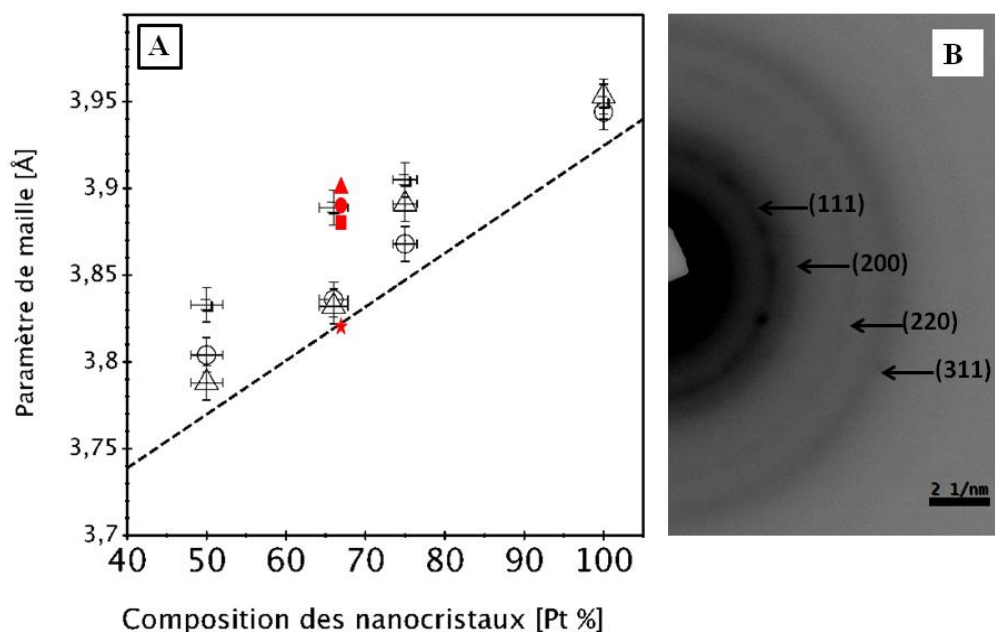 A
Paramètre de maille [Å]
3,95
3,9
3,85
3,8
3,75
3,7
40 50 60 70 80 90 100
Composition des nanocristaux [Pt %]
B
(111)
(200)
(220)
(311)
2 1/nm